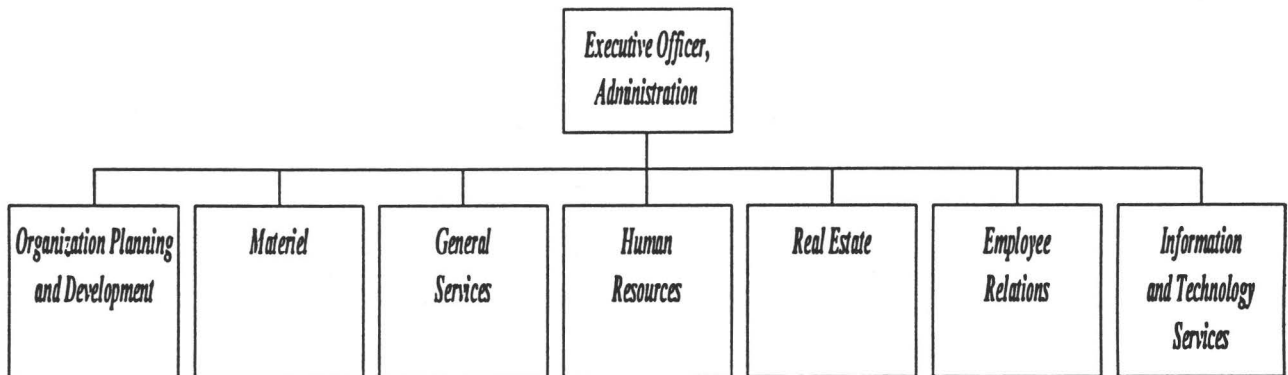 Executive Officer,
Administration
Organization Planning
and Development
Materiel
General
Services
Human
Resources
Real Estate
Employee
Relations
Information
and Technology
Services